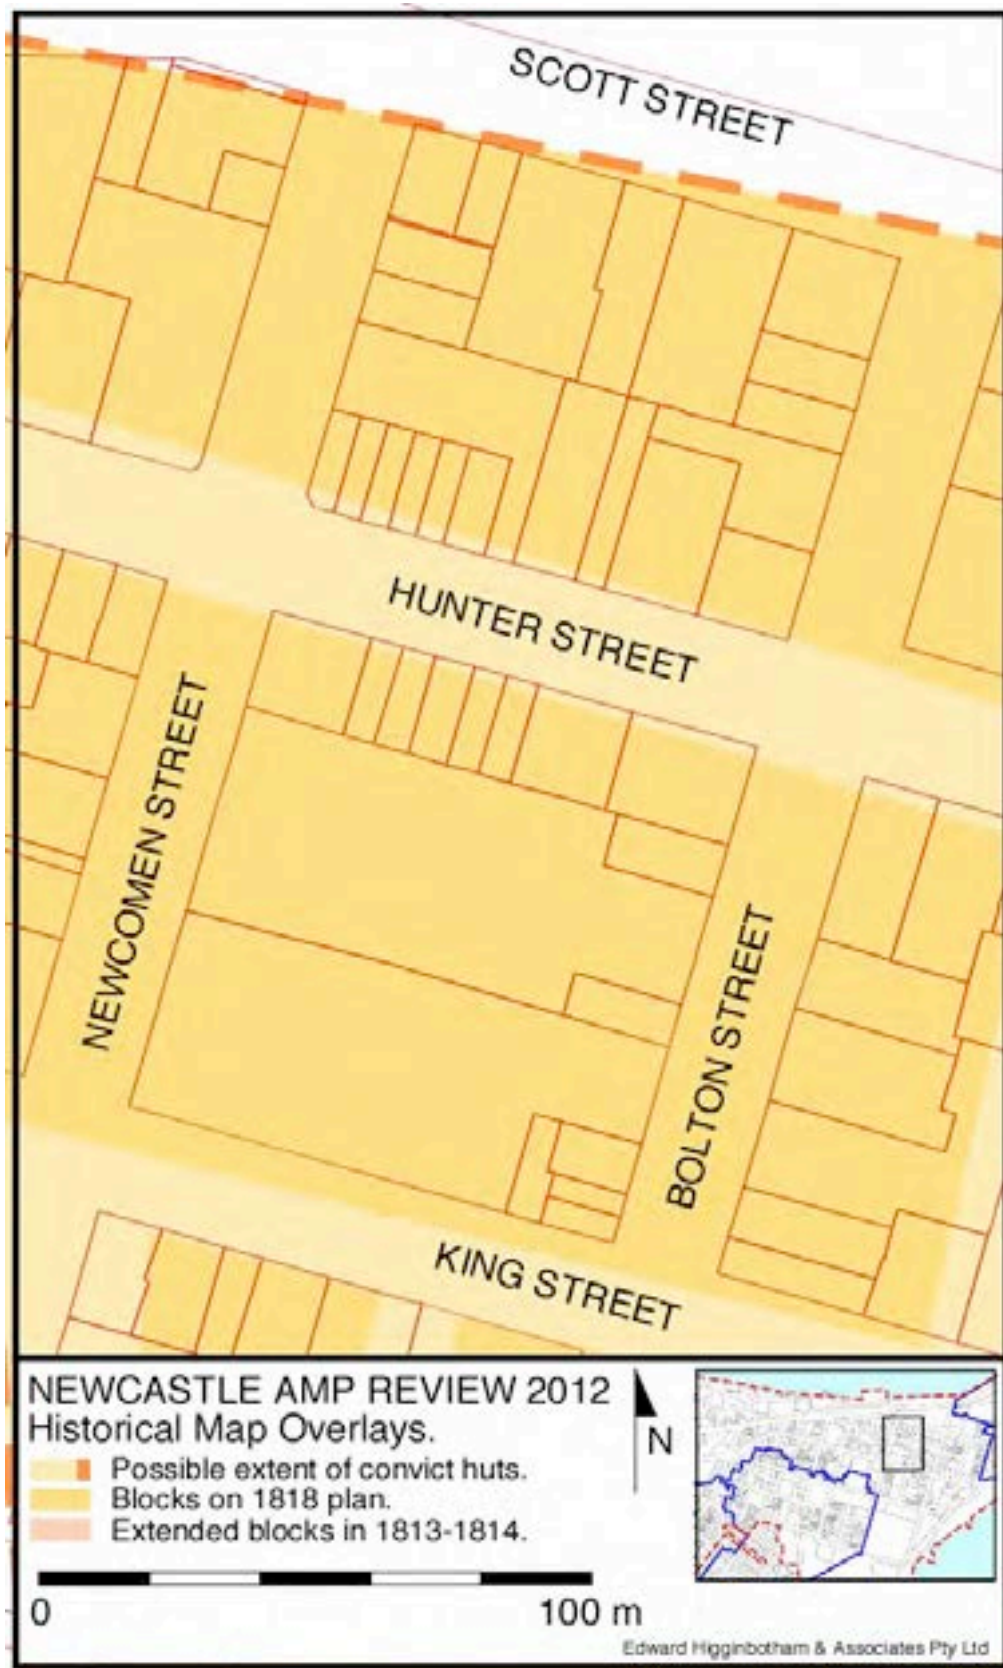 SCOTT STREET
HUNTER STREET
NEWCOMEN STREET
BOLTON STREET
KING STREET
NEWCASTLE AMP REVIEW 2012
Historical Map Overlays.
Possible extent of convict huts.
Blocks on 1818 plan.
Extended blocks in 1813-1814.
N
0 100 m
Edward Higginbotham & Associates Pty Ltd